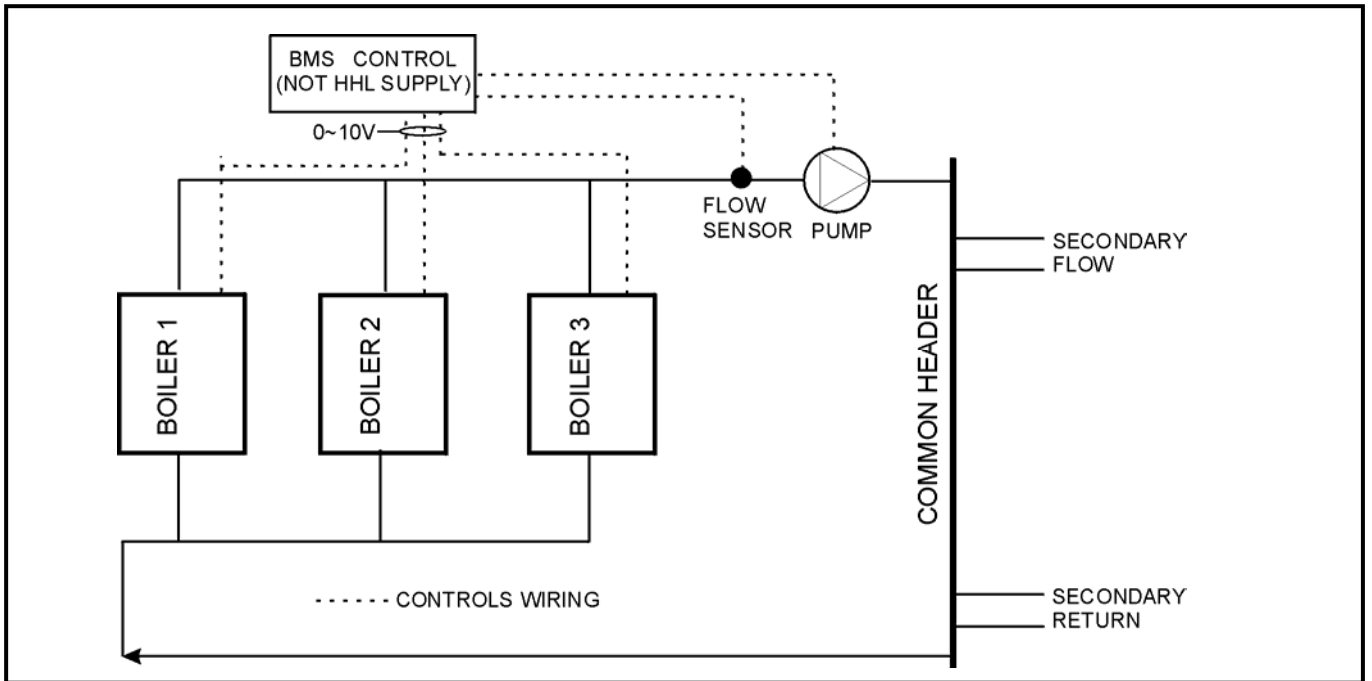 BMS CONTROL
(NOT HHL SUPPLY)
0~10V
FLOW
SENSOR
PUMP
SECONDARY
FLOW
BOILER 1
BOILER 2
BOILER 3
COMMON HEADER
CONTROLS WIRING
SECONDARY
RETURN